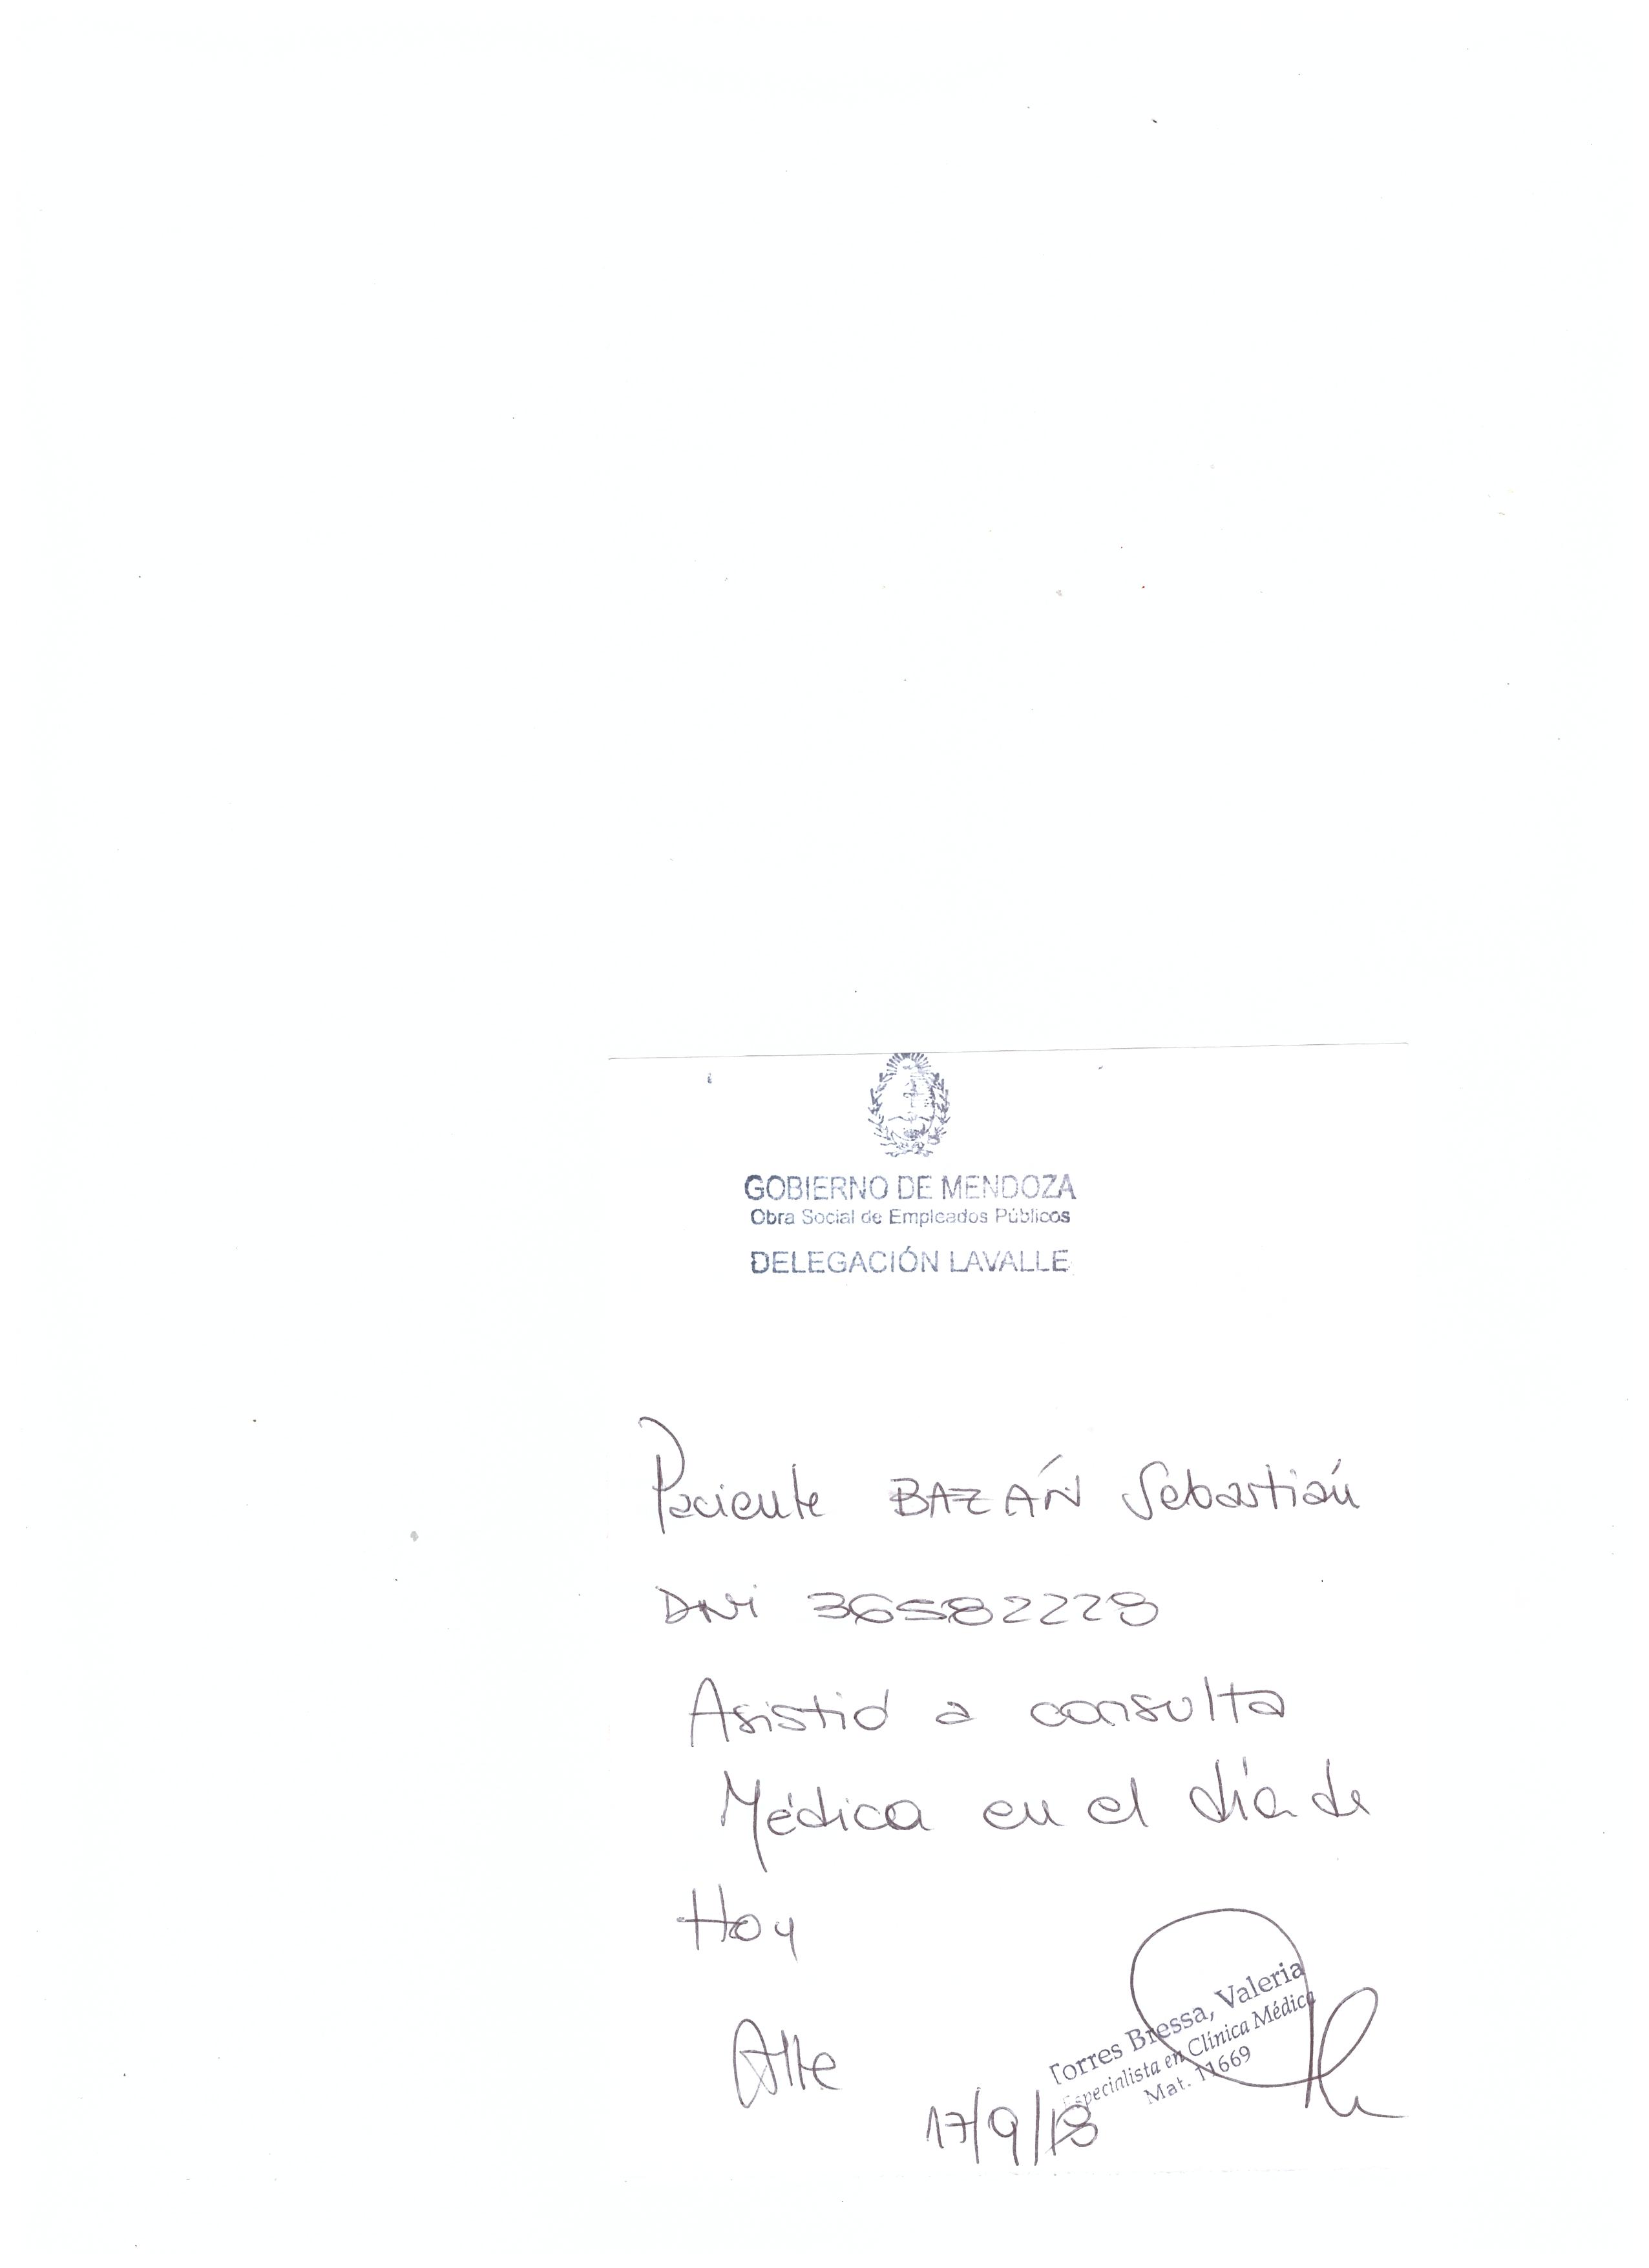 GOBIERNO DE MENDOZA
Obra Social de Empleados Públicos
DELEGACIÓN LAVALLE
Paciente BAZÁN Sebastián
DNi 36582228
Asistió a consulta
Médica en el día de
Hoy
Atte
Torres Bressa, Valeria
Especialista en Clínica Médica
Mat. 11669
17/9/18